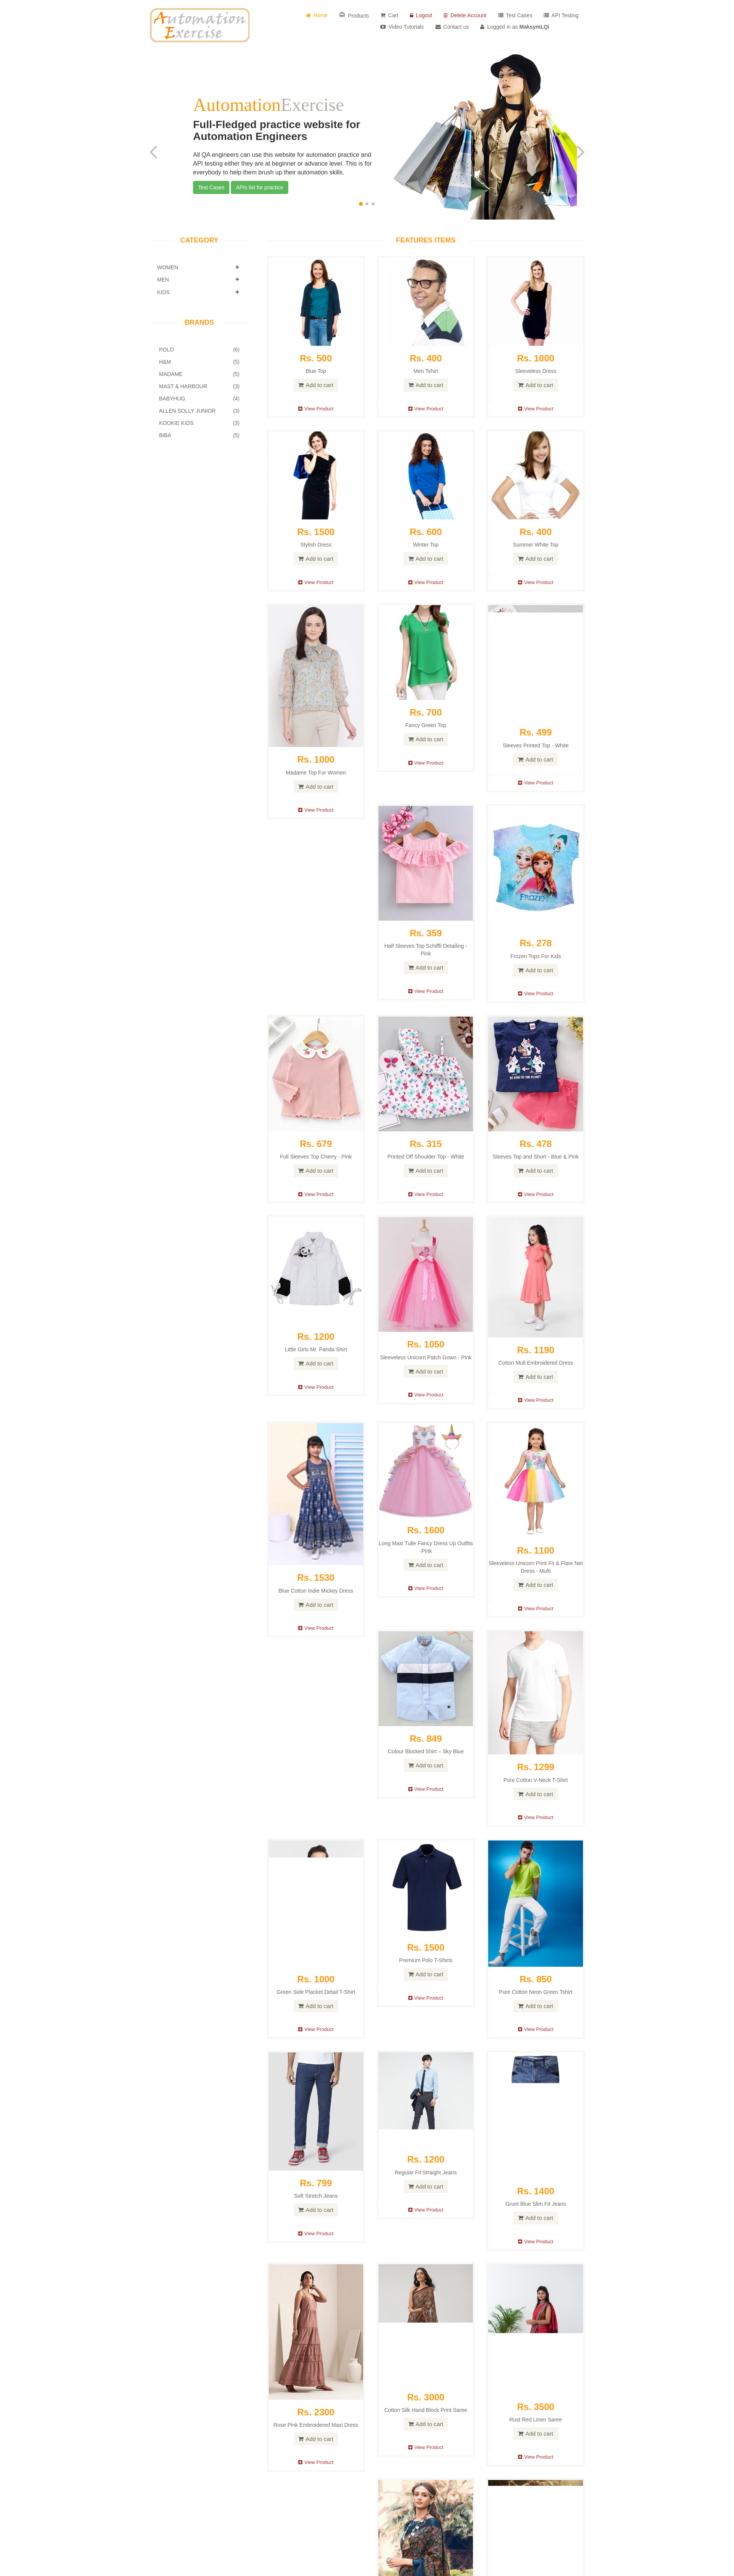 Automation
Exercise
Home
Products
Cart
Logout
Delete Account
Test Cases
API Testing
Video Tutorials
Contact us
Logged in as MaksymLQi
AutomationExercise
Full-Fledged practice website for
Automation Engineers
All QA engineers can use this website for automation practice and
API testing either they are at beginner or advance level. This is for
everybody to help them brush up their automation skills.
Test Cases
APIs list for practice
CATEGORY
WOMEN
MEN
KIDS
BRANDS
POLO (6)
H&M (5)
MADAME (5)
MAST & HARBOUR (3)
BABYHUG (4)
ALLEN SOLLY JUNIOR (3)
KOOKIE KIDS (3)
BIBA (5)
FEATURES ITEMS
Rs. 500
Blue Top
Add to cart
View Product
Rs. 400
Men Tshirt
Add to cart
View Product
Rs. 1000
Sleeveless Dress
Add to cart
View Product
Rs. 1500
Stylish Dress
Add to cart
View Product
Rs. 600
Winter Top
Add to cart
View Product
Rs. 400
Summer White Top
Add to cart
View Product
Rs. 1000
Madame Top For Women
Add to cart
View Product
Rs. 700
Fancy Green Top
Add to cart
View Product
Rs. 499
Sleeves Printed Top - White
Add to cart
View Product
Rs. 359
Half Sleeves Top Schiffli Detailing -
Pink
Add to cart
View Product
FROZEN
Rs. 278
Frozen Tops For Kids
Add to cart
View Product
Rs. 679
Full Sleeves Top Cherry - Pink
Add to cart
View Product
Rs. 315
Printed Off Shoulder Top - White
Add to cart
View Product
Rs. 478
Sleeves Top and Short - Blue & Pink
Add to cart
View Product
Rs. 1200
Little Girls Mr. Panda Shirt
Add to cart
View Product
Rs. 1050
Sleeveless Unicorn Patch Gown - Pink
Add to cart
View Product
Rs. 1190
Cotton Mull Embroidered Dress
Add to cart
View Product
Rs. 1530
Blue Cotton Indie Mickey Dress
Add to cart
View Product
Rs. 1600
Long Maxi Tulle Fancy Dress Up Outfits
-Pink
Add to cart
View Product
Rs. 1100
Sleeveless Unicorn Print Fit & Flare Net
Dress - Multi
Add to cart
View Product
Rs. 849
Colour Blocked Shirt – Sky Blue
Add to cart
View Product
Rs. 1299
Pure Cotton V-Neck T-Shirt
Add to cart
View Product
Rs. 1000
Green Side Placket Detail T-Shirt
Add to cart
View Product
Rs. 1500
Premium Polo T-Shirts
Add to cart
View Product
Rs. 850
Pure Cotton Neon Green Tshirt
Add to cart
View Product
Rs. 799
Soft Stretch Jeans
Add to cart
View Product
Rs. 1200
Regular Fit Straight Jeans
Add to cart
View Product
Rs. 1400
Grunt Blue Slim Fit Jeans
Add to cart
View Product
Rs. 2300
Rose Pink Embroidered Maxi Dress
Add to cart
View Product
Rs. 3000
Cotton Silk Hand Block Print Saree
Add to cart
View Product
Rs. 3500
Rust Red Linen Saree
Add to cart
View Product